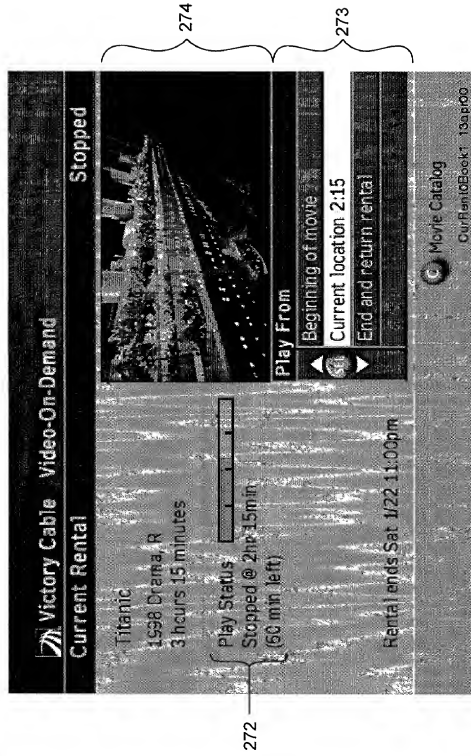 Victory Cable Video-On-Demand
Current Rental Stopped
Titanic
1998 Drama, R
3 hours 15 minutes
Play Status
Stopped @ 2hr 15min
(60 min left)
Rental ends Sat 1/22 11:00pm
Play From
Beginning of movie
Current location 2:15
End and return rental
C Movie Catalog
272
274
273